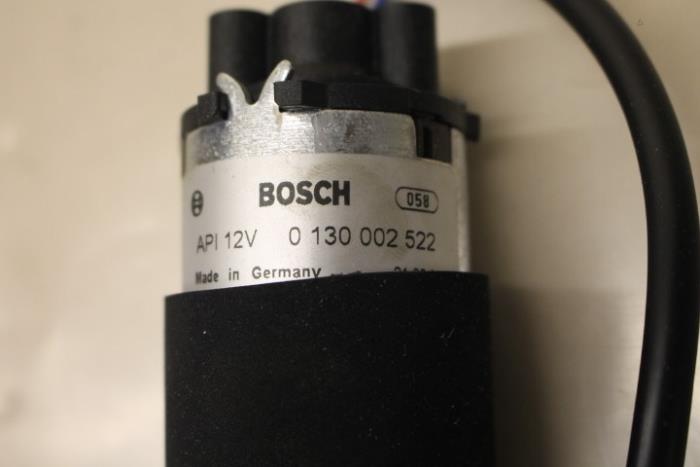 BOSCH 058
API 12V 0 130 002 522
Made in Germany